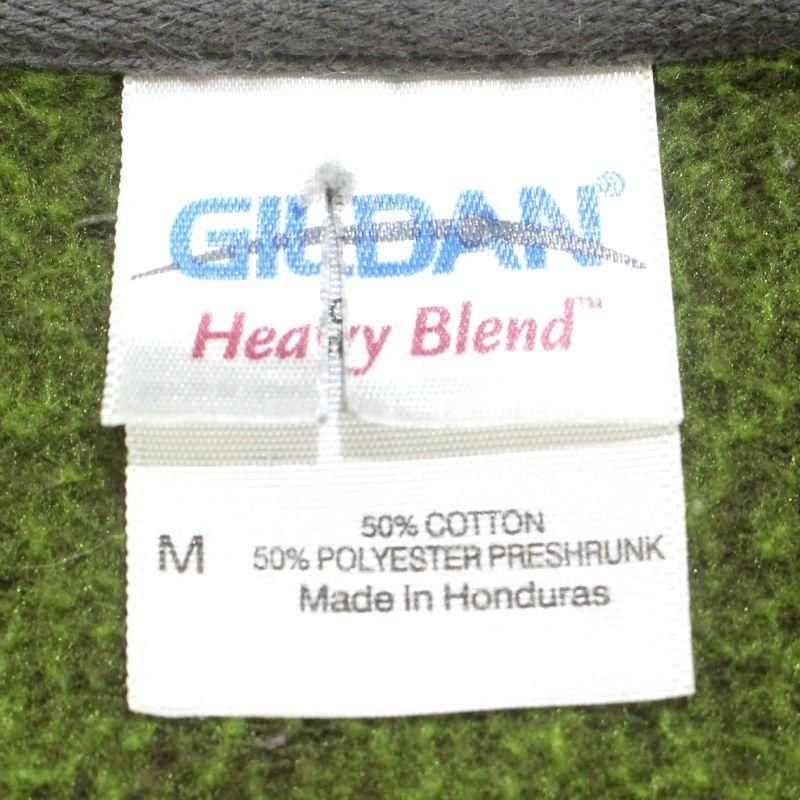 GILDAN®
Heavy Blend™
M
50% COTTON
50% POLYESTER PRESHRUNK
Made in Honduras